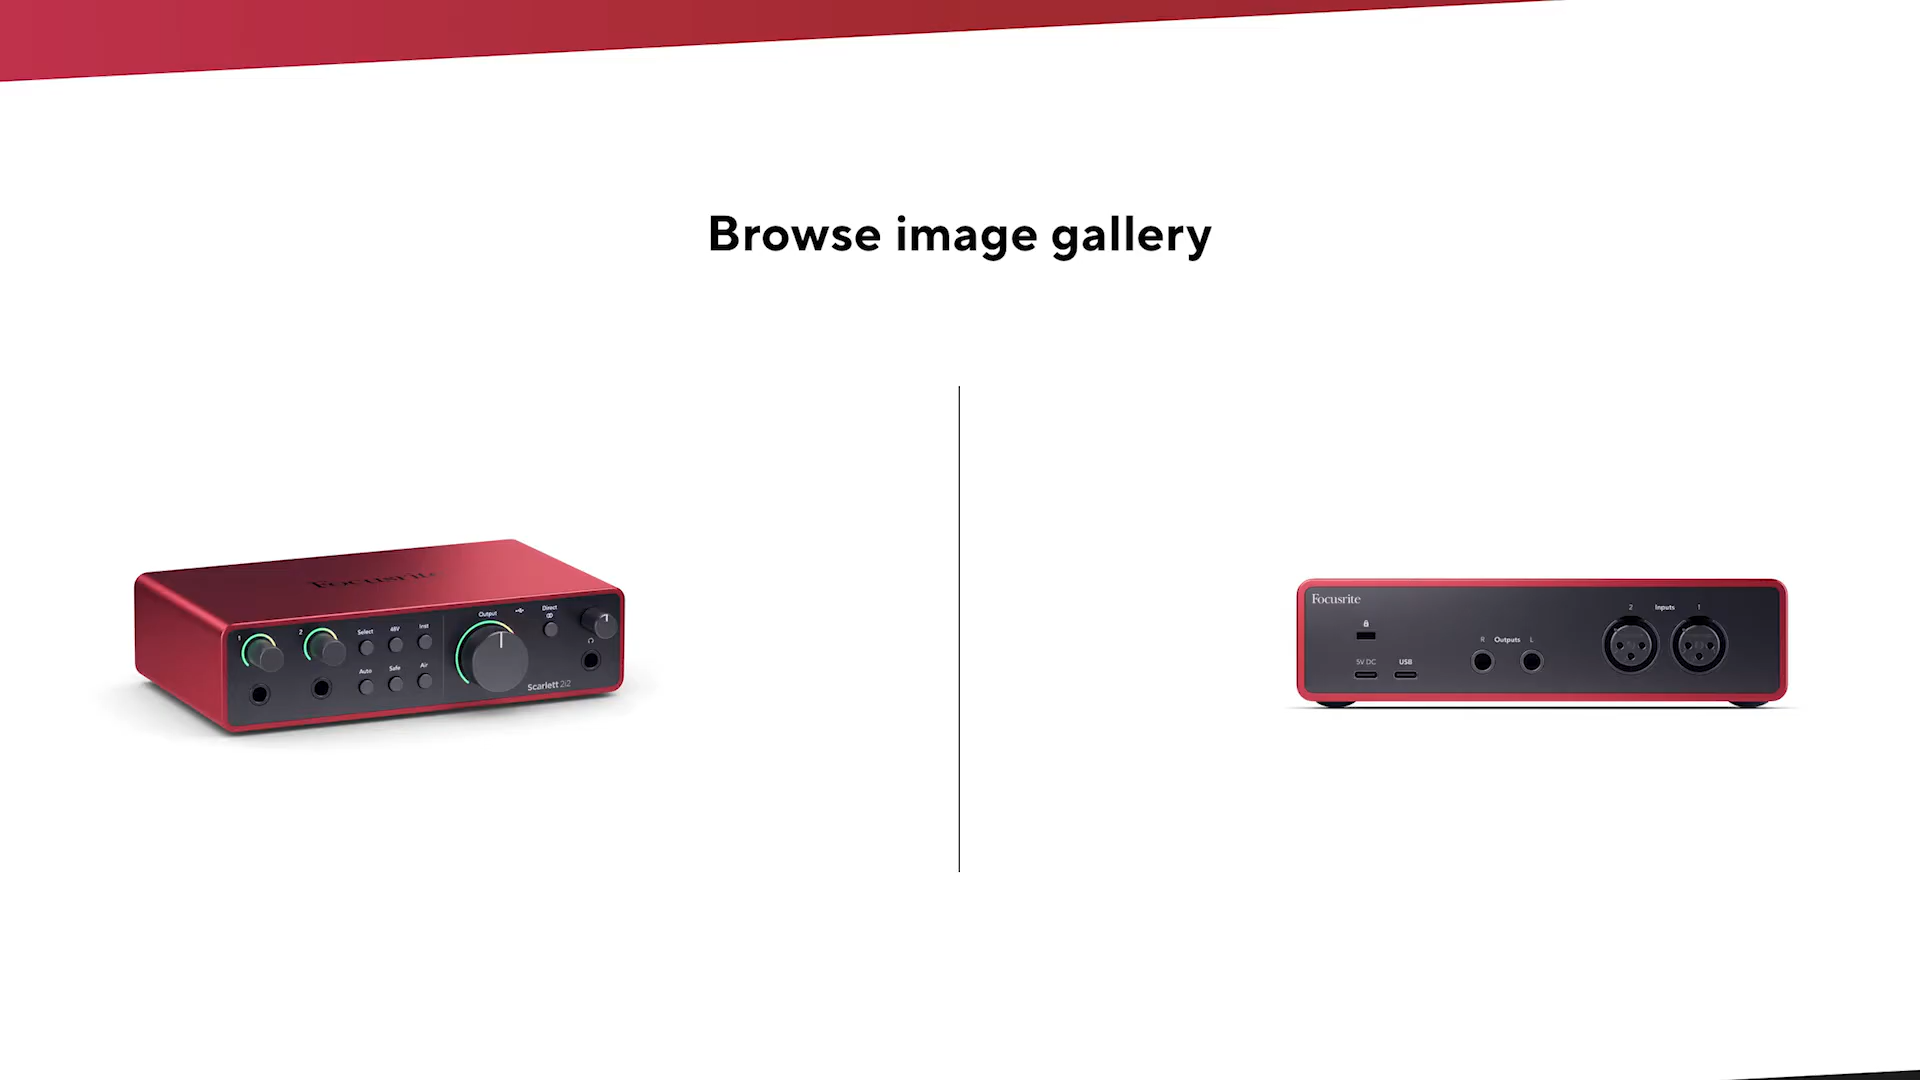 Browse image gallery
Focusrite
1
2
Select
48V
Inst
Auto
Safe
Air
Output
Direct
Scarlett 2i2
Focusrite
5V DC
USB
R Outputs L
2 Inputs 1